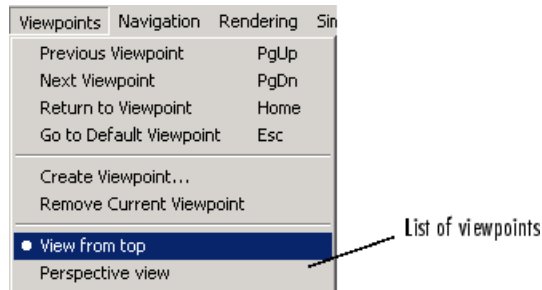 Viewpoints Navigation Rendering
Previous Viewpoint PgUp
Next Viewpoint PgDn
Return to Viewpoint Home
Go to Default Viewpoint Esc
Create Viewpoint...
Remove Current Viewpoint
View from top
Perspective view
List of viewpoints